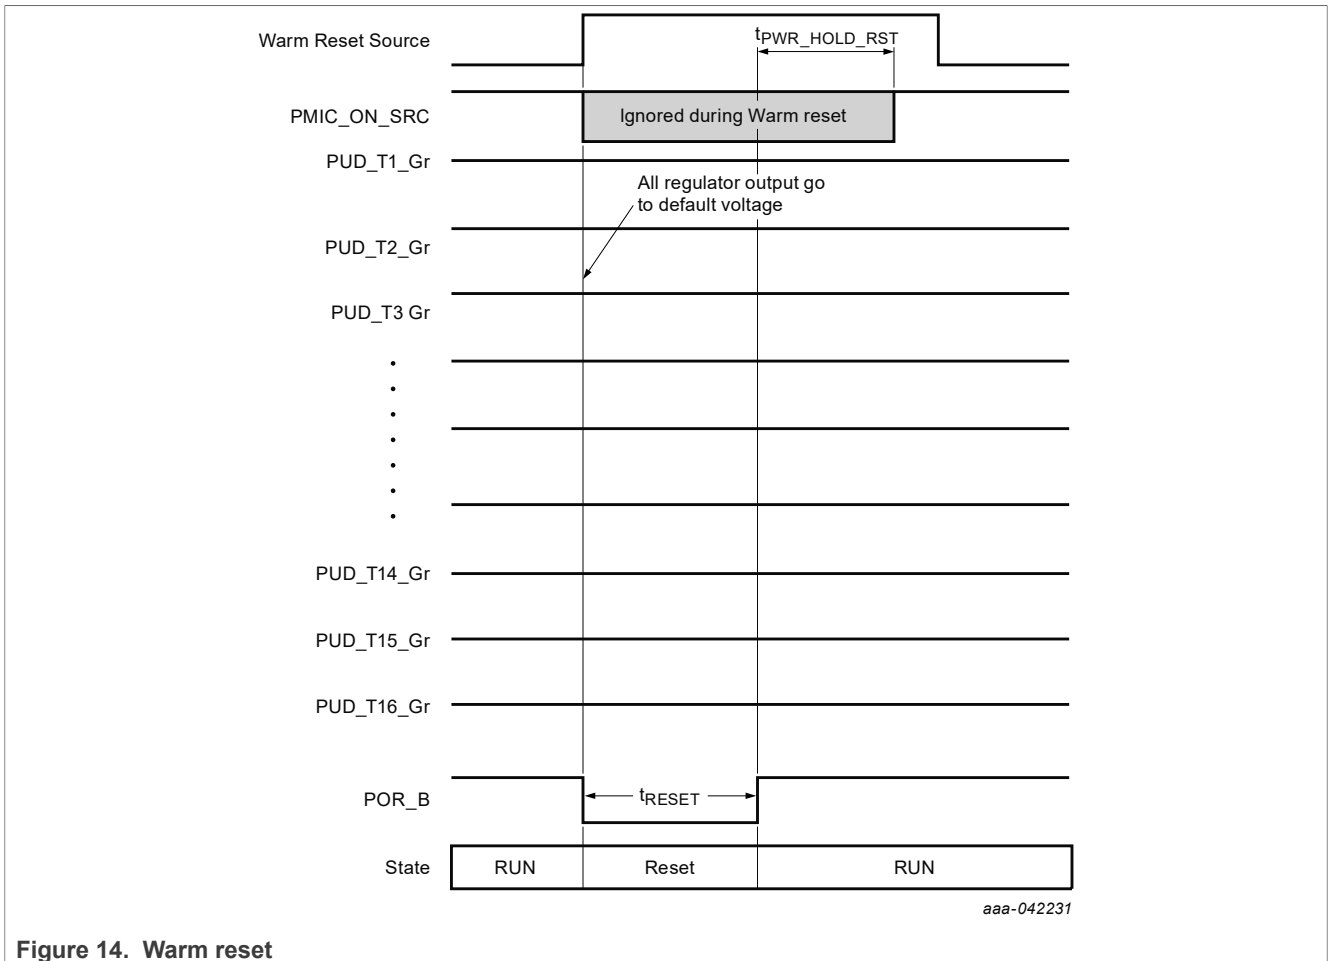 Warm Reset Source
tPWR_HOLD_RST
PMIC_ON_SRC
Ignored during Warm reset
PUD_T1_Gr
All regulator output go
to default voltage
PUD_T2_Gr
PUD_T3 Gr
PUD_T14_Gr
PUD_T15_Gr
PUD_T16_Gr
POR_B
tRESET
State
RUN
Reset
RUN
aaa-042231
Figure 14. Warm reset